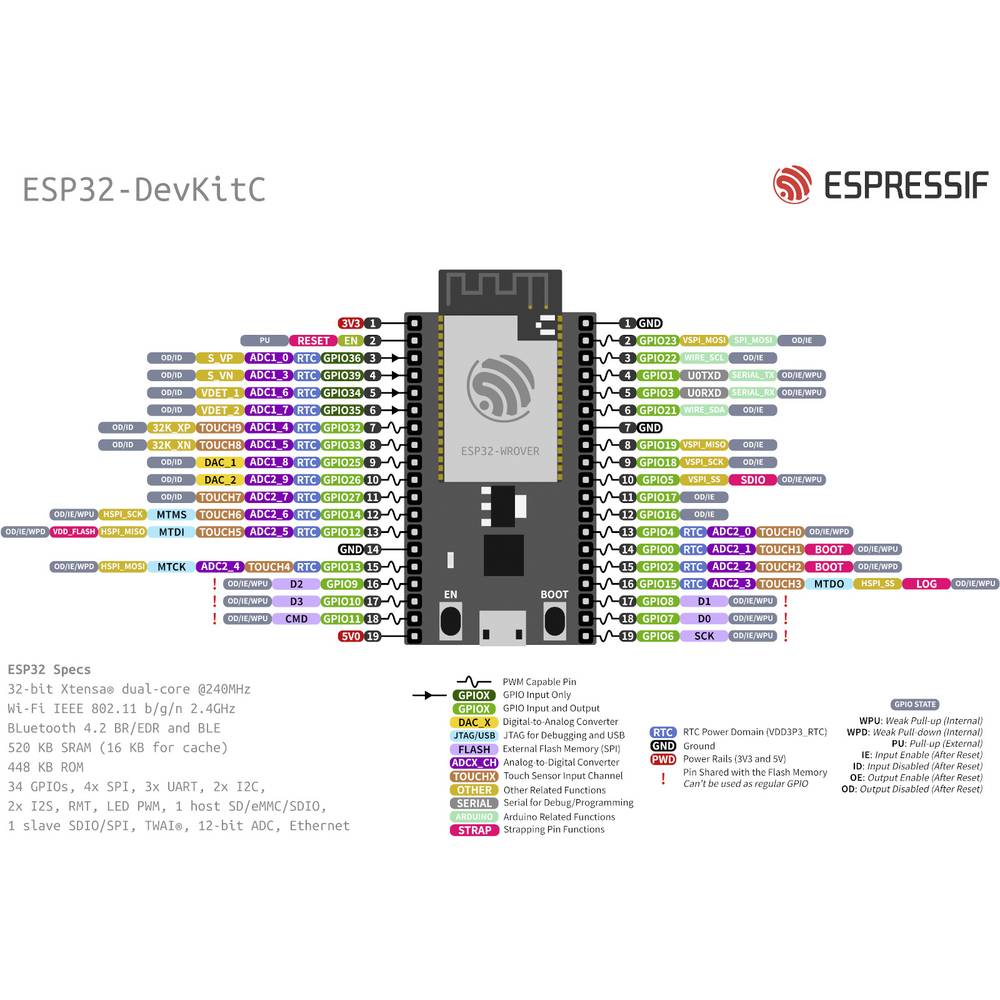 ESP32-DevKitC
ESPRESSIF
3V3 1
PU RESET EN 2
OD/ID S_VP ADC1_0 RTC GPIO36 3
OD/ID S_VN ADC1_3 RTC GPIO39 4
OD/ID VDET_1 ADC1_6 RTC GPIO34 5
OD/ID VDET_2 ADC1_7 RTC GPIO35 6
OD/ID 32K_XP TOUCH9 ADC1_4 RTC GPIO32 7
OD/ID 32K_XN TOUCH8 ADC1_5 RTC GPIO33 8
OD/ID DAC_1 ADC1_8 RTC GPIO25 9
OD/ID DAC_2 ADC2_9 RTC GPIO26 10
OD/ID TOUCH7 ADC2_7 RTC GPIO27 11
OD/IE/WPU HSPI_SCK MTMS TOUCH6 ADC2_6 RTC GPIO14 12
OD/IE/WPD VDD_FLASH HSPI_MISO MTDI TOUCH5 ADC2_5 RTC GPIO12 13
GND 14
OD/IE/WPD HSPI_MOSI MTCK ADC2_4 TOUCH4 RTC GPIO13 15
! OD/IE/WPU D2 GPIO9 16
! OD/IE/WPU D3 GPIO10 17
! OD/IE/WPU CMD GPIO11 18
5V0 19
ESP32-WROVER
EN BOOT
1 GND
2 GPIO23 VSPI_MOSI SPI_MOSI OD/IE
3 GPIO22 WIRE_SCL OD/IE
4 GPIO1 U0TXD SERIAL_TX OD/IE/WPU
5 GPIO3 U0RXD SERIAL_RX OD/IE/WPU
6 GPIO21 WIRE_SDA OD/IE
7 GND
8 GPIO19 VSPI_MISO OD/IE
9 GPIO18 VSPI_SCK OD/IE
10 GPIO5 VSPI_SS SDIO OD/IE/WPU
11 GPIO17 OD/IE
12 GPIO16 OD/IE
13 GPIO4 RTC ADC2_0 TOUCH0 OD/IE/WPD
14 GPIO0 RTC ADC2_1 TOUCH1 BOOT OD/IE/WPU
15 GPIO2 RTC ADC2_2 TOUCH2 BOOT OD/IE/WPD
16 GPIO15 RTC ADC2_3 TOUCH3 MTDO HSPI_SS LOG OD/IE/WPU
17 GPIO8 D1 OD/IE/WPU !
18 GPIO7 D0 OD/IE/WPU !
19 GPIO6 SCK OD/IE/WPU !
ESP32 Specs
32-bit Xtensa® dual-core @240MHz
Wi-Fi IEEE 802.11 b/g/n 2.4GHz
BLuetooth 4.2 BR/EDR and BLE
520 KB SRAM (16 KB for cache)
448 KB ROM
34 GPIOs, 4x SPI, 3x UART, 2x I2C,
2x I2S, RMT, LED PWM, 1 host SD/eMMC/SDIO,
1 slave SDIO/SPI, TWAI®, 12-bit ADC, Ethernet
PWM Capable Pin
GPIOX GPIO Input Only
GPIOX GPIO Input and Output
DAC_X Digital-to-Analog Converter
JTAG/USB JTAG for Debugging and USB
FLASH External Flash Memory (SPI)
ADCX_CH Analog-to-Digital Converter
TOUCHX Touch Sensor Input Channel
OTHER Other Related Functions
SERIAL Serial for Debug/Programming
ARDUINO Arduino Related Functions
STRAP Strapping Pin Functions
RTC RTC Power Domain (VDD3P3_RTC)
GND Ground
PWD Power Rails (3V3 and 5V)
! Pin Shared with the Flash Memory
Can't be used as regular GPIO
GPIO STATE
WPU: Weak Pull-up (Internal)
WPD: Weak Pull-down (Internal)
PU: Pull-up (External)
IE: Input Enable (After Reset)
ID: Input Disabled (After Reset)
OE: Output Enable (After Reset)
OD: Output Disabled (After Reset)